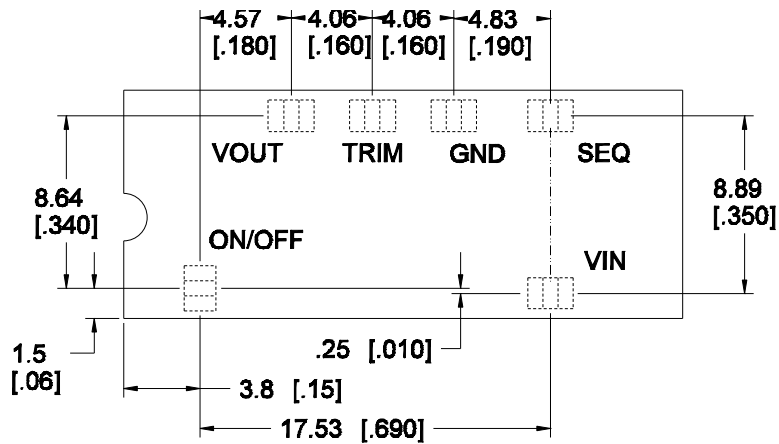 4.57 4.06 4.06 4.83
[.180] [.160] [.160] [.190]
VOUT TRIM GND SEQ
8.64
[.340]
8.89
[.350]
ON/OFF
VIN
1.5
[.06]
.25 [.010]
3.8 [.15]
17.53 [.690]